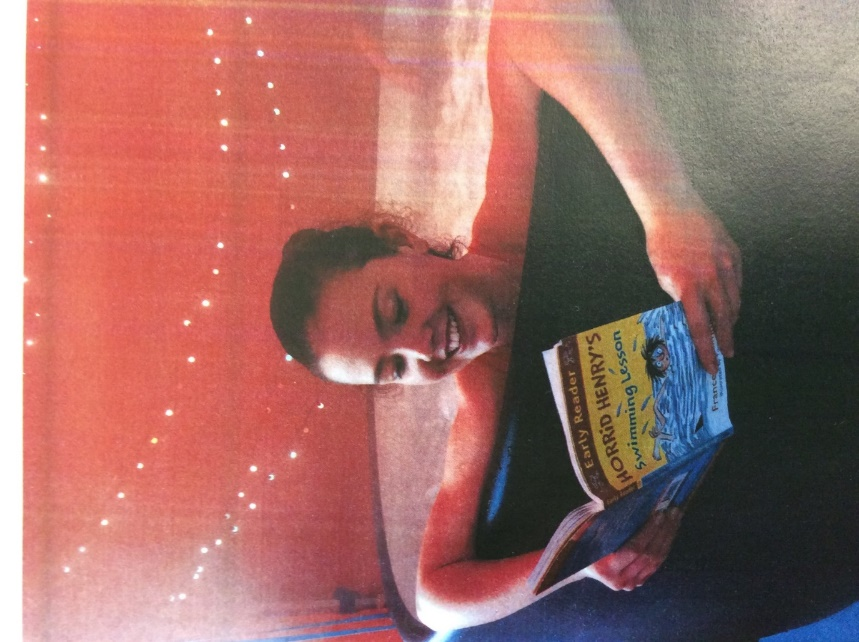 Early Reader
HORRiD HENRY'S
Swimming Lesson